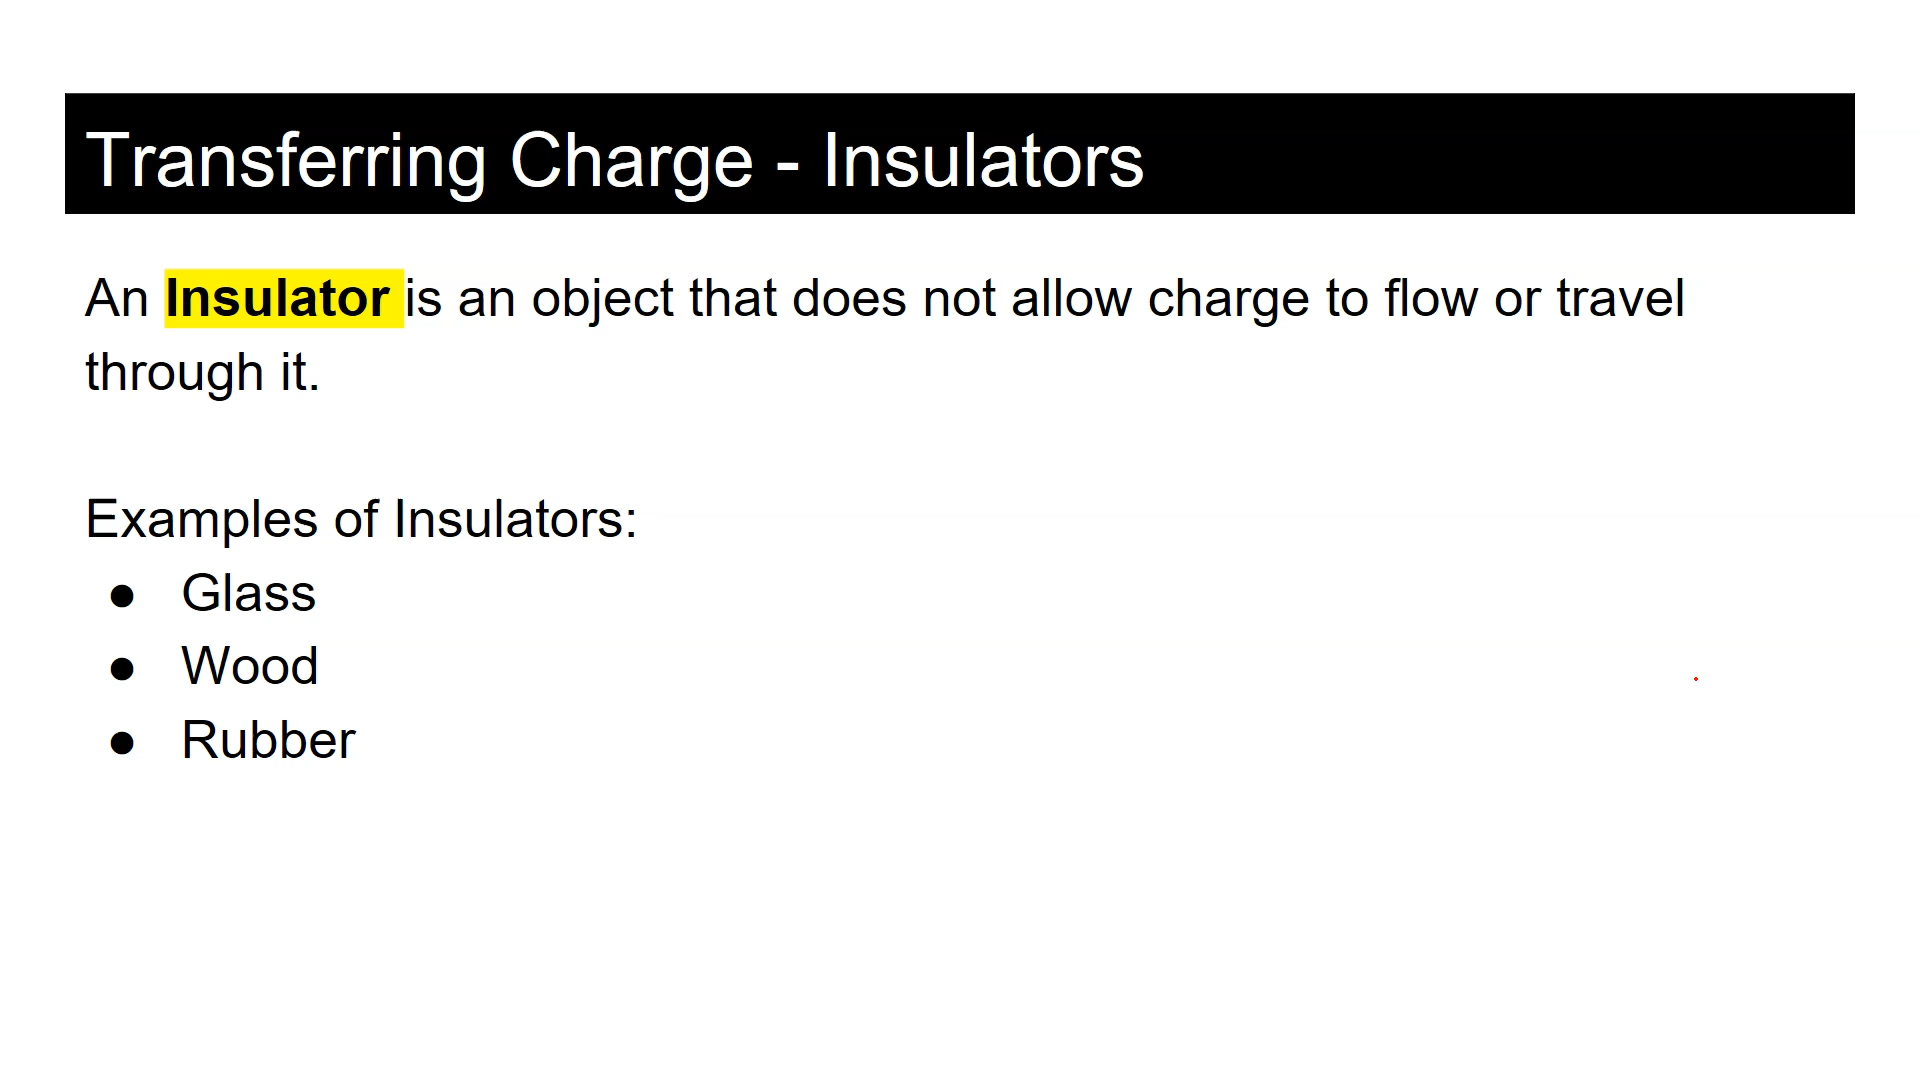 Transferring Charge - Insulators
An Insulator is an object that does not allow charge to flow or travel
through it.
Examples of Insulators:
● Glass
● Wood
● Rubber